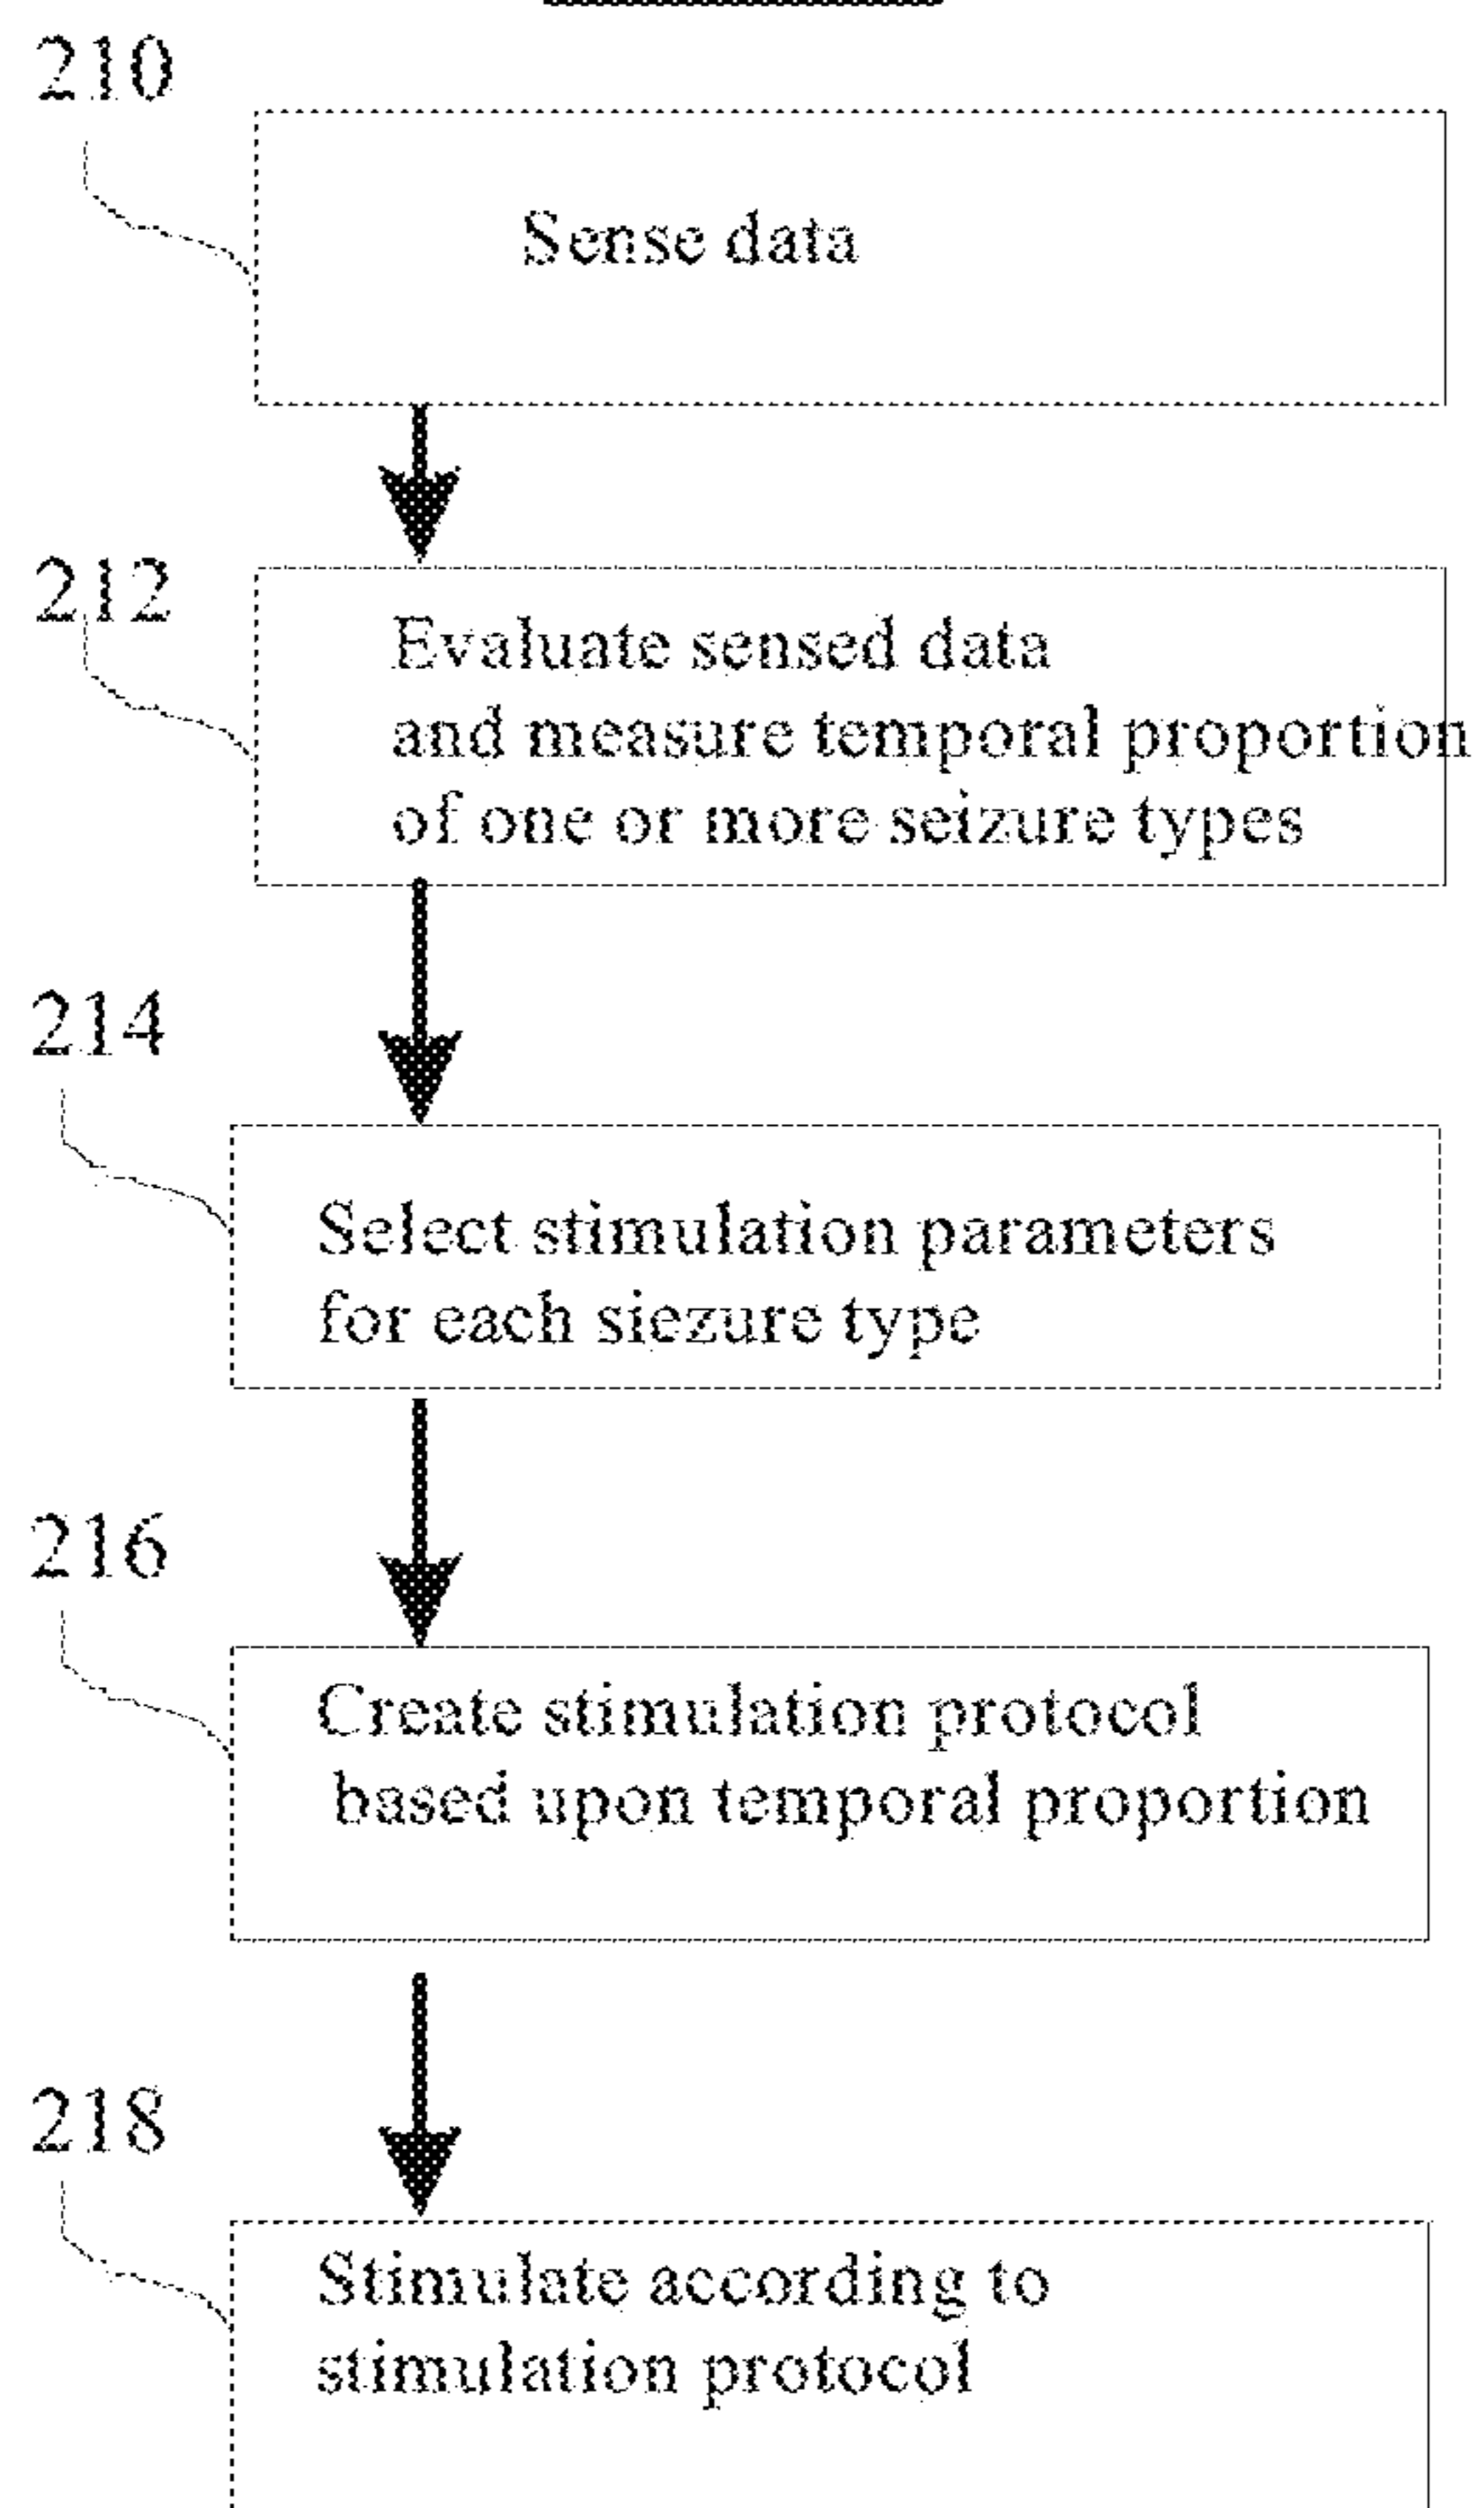 210
Sense data
212
Evaluate sensed data
and measure temporal proportion
of one or more seizure types
214
Select stimulation parameters
for each siezure type
216
Create stimulation protocol
based upon temporal proportion
218
Stimulate according to
stimulation protocol